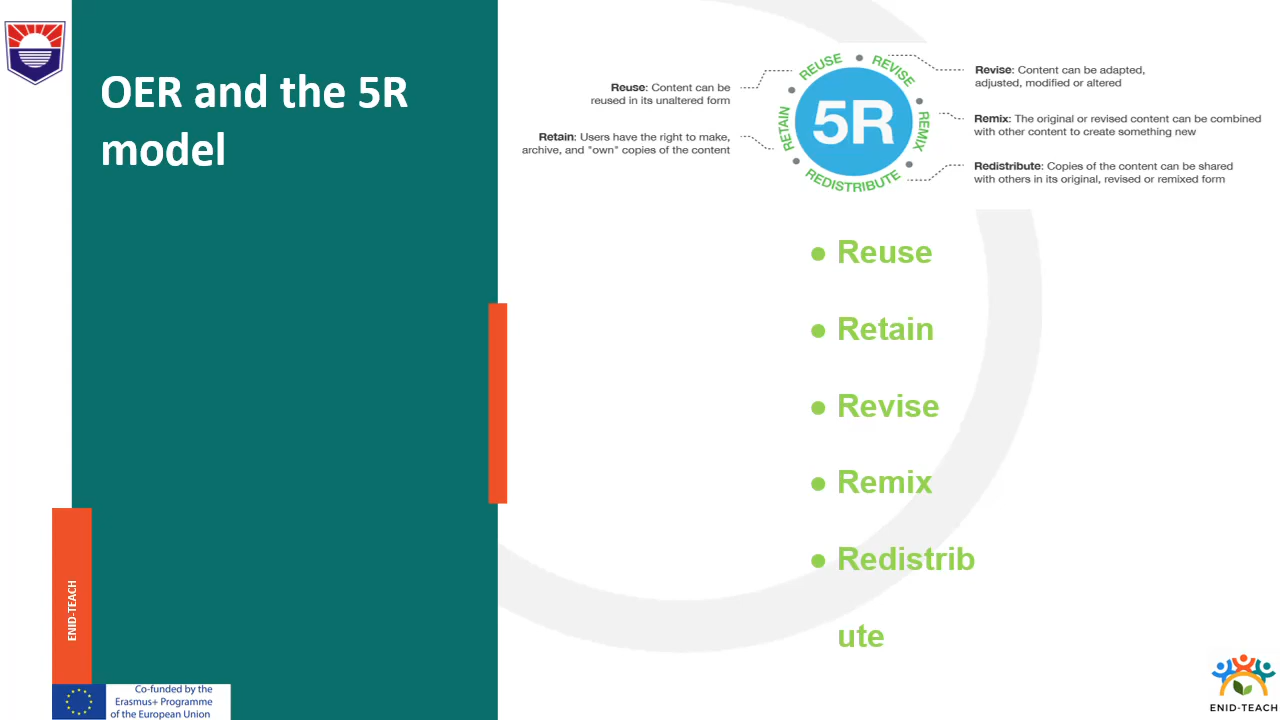 OER and the 5R
model
Reuse: Content can be
reused in its unaltered form
Retain: Users have the right to make,
archive, and "own" copies of the content
REUSE
REVISE
REMIX
REDISTRIBUTE
RETAIN
5R
Revise: Content can be adapted,
adjusted, modified or altered
Remix: The original or revised content can be combined
with other content to create something new
Redistribute: Copies of the content can be shared
with others in its original, revised or remixed form
● Reuse
● Retain
● Revise
● Remix
● Redistrib
ute
ENID-TEACH
Co-funded by the
Erasmus+ Programme
of the European Union
ENID-TEACH